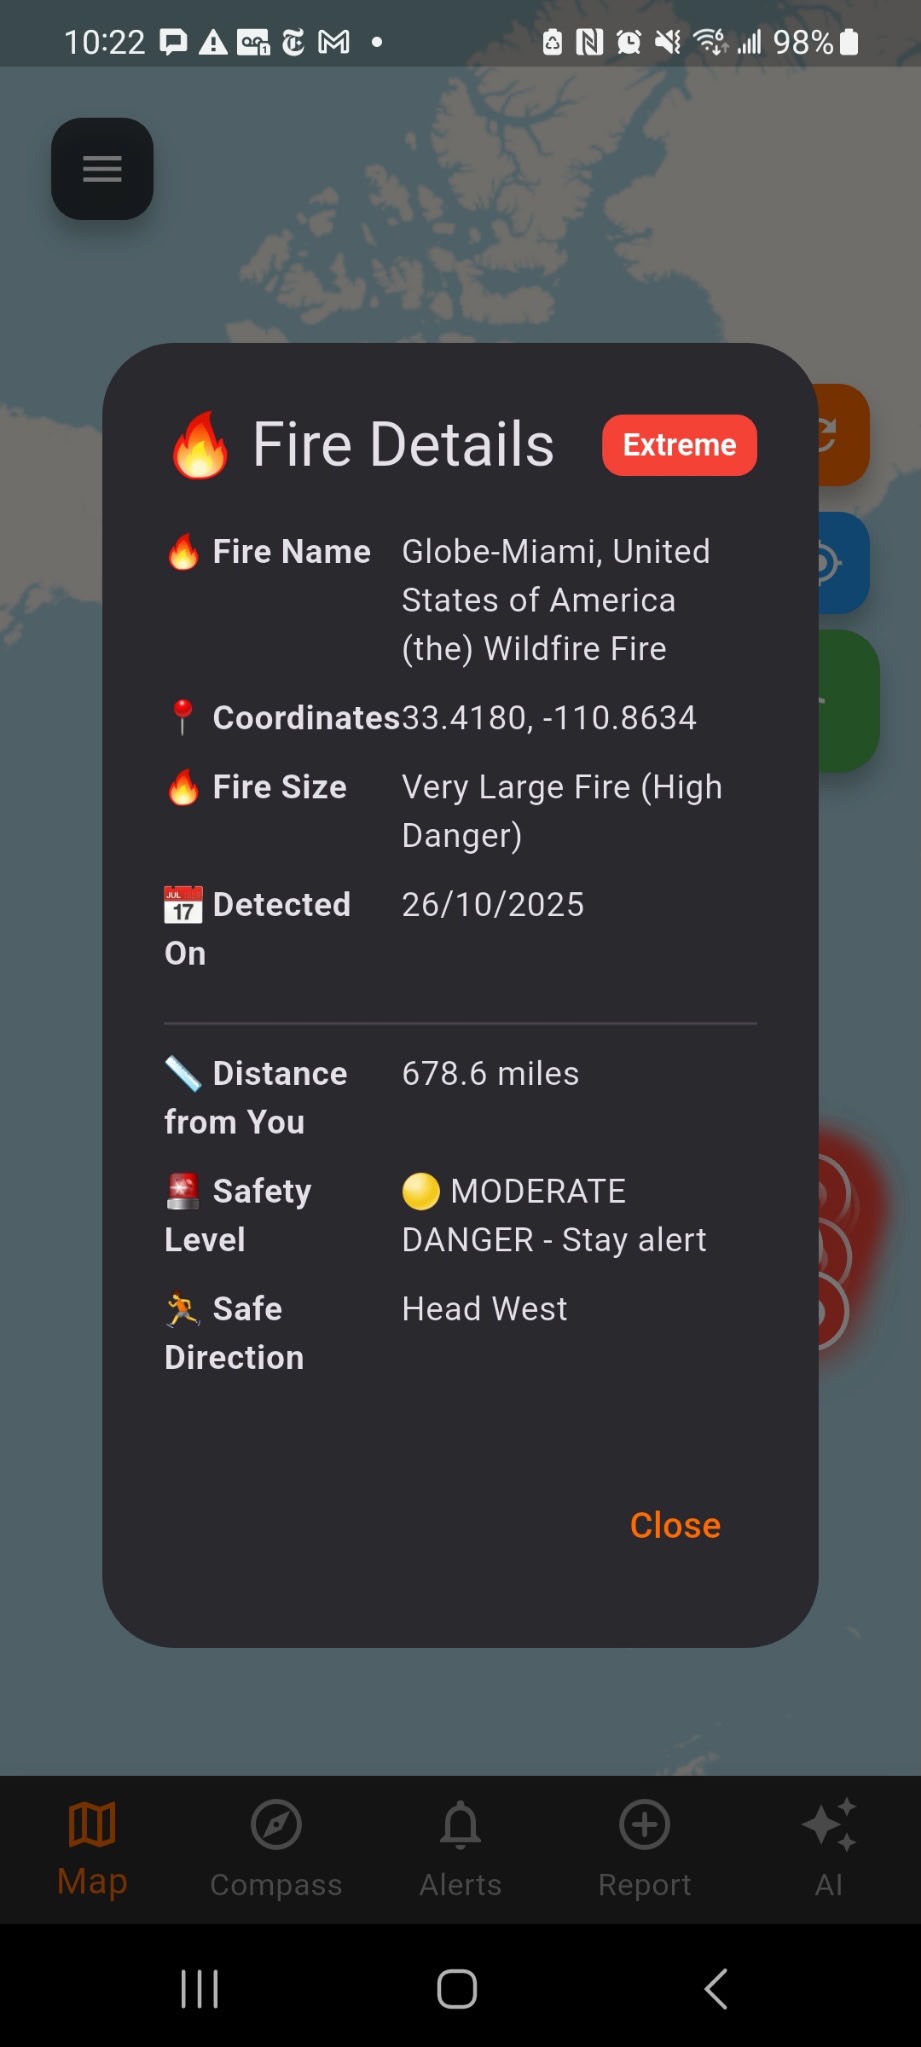 10:22
98%
Fire Details
Extreme
Fire Name
Globe-Miami, United
States of America
(the) Wildfire Fire
Coordinates
33.4180, -110.8634
Fire Size
Very Large Fire (High
Danger)
JUL
17
Detected
On
26/10/2025
Distance
from You
678.6 miles
Safety
Level
MODERATE
DANGER - Stay alert
Safe
Direction
Head West
Close
Map
Compass
Alerts
Report
AI